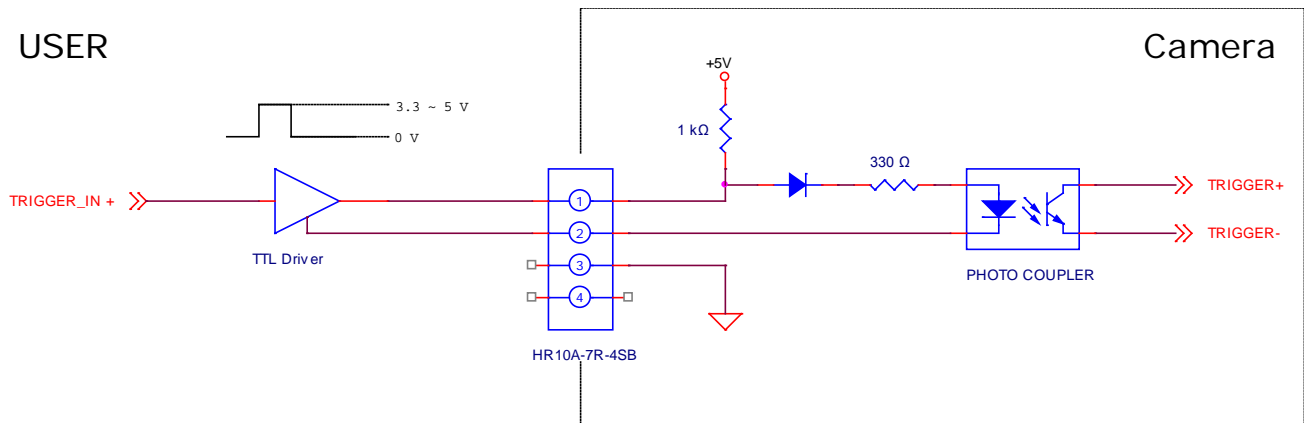 USER
Camera
+5V
3.3 ~ 5 V
0 V
1 kΩ
330 Ω
TRIGGER_IN +
1
TRIGGER+
2
TRIGGER-
TTL Driver
3
PHOTO COUPLER
4
HR10A-7R-4SB